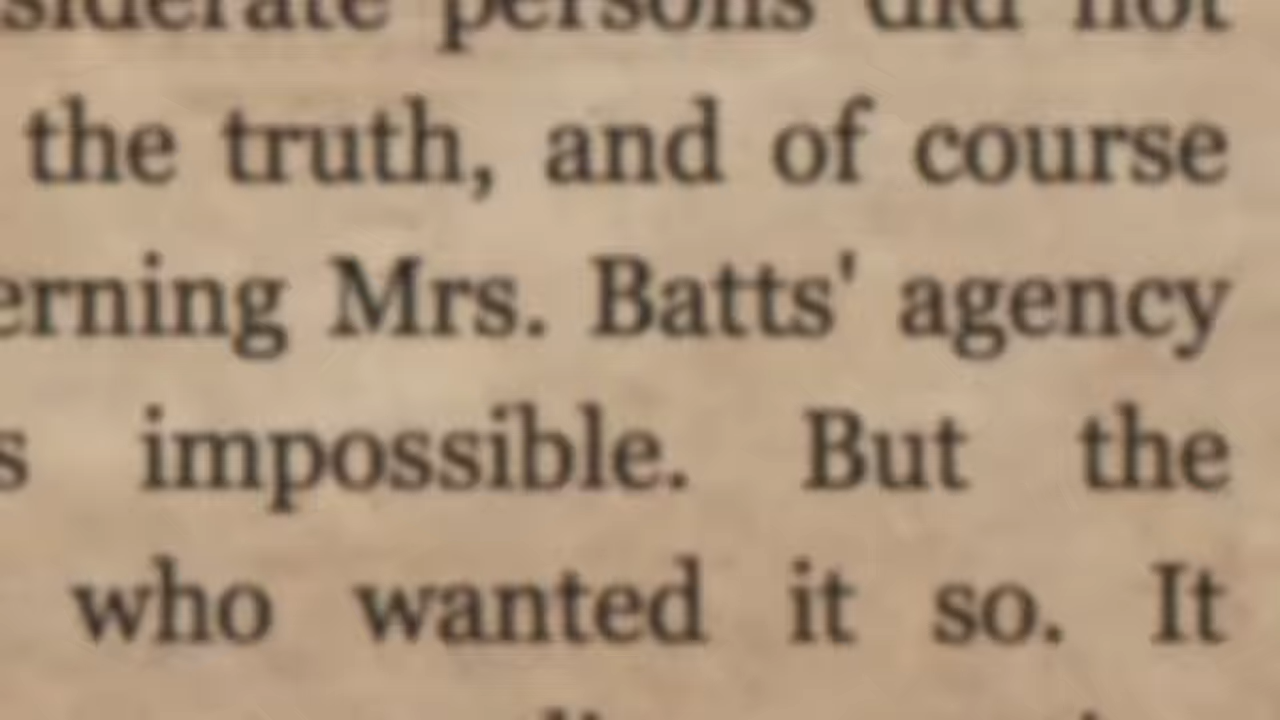 siderate persons did not
the truth, and of course
erning Mrs. Batts' agency
s impossible. But the
who wanted it so. It